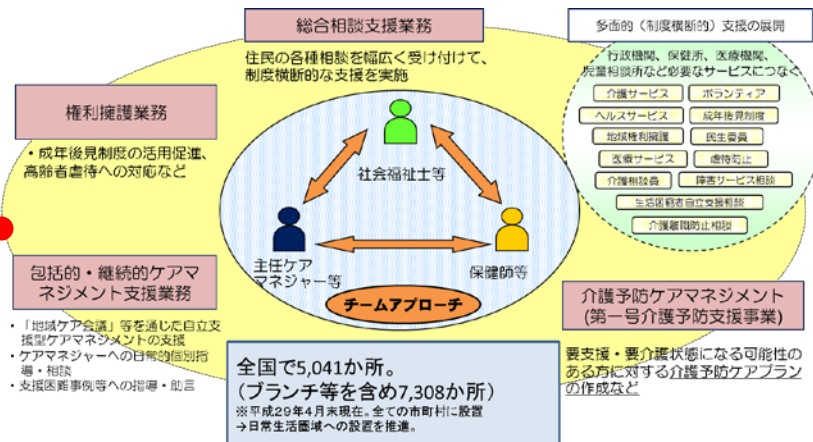 総合相談支援業務
住民の各種相談を幅広く受け付けて、
制度横断的な支援を実施
多面的（制度横断的）支援の展開
行政機関、保健所、医療機関、
児童相談所など必要なサービスにつなぐ
介護サービス
ボランティア
ヘルスサービス
成年後見制度
地域権利擁護
民生委員
医療サービス
虐待防止
介護相談員
障害サービス相談
生活困窮者自立支援相談
介護離職防止相談
権利擁護業務
・成年後見制度の活用促進、
高齢者虐待への対応など
社会福祉士等
主任ケア
マネジャー等
保健師等
チームアプローチ
包括的・継続的ケアマ
ネジメント支援業務
・「地域ケア会議」等を通じた自立支
援型ケアマネジメントの支援
・ケアマネジャーへの日常的個別指
導・相談
・支援困難事例等への指導・助言
介護予防ケアマネジメント
(第一号介護予防支援事業)
要支援・要介護状態になる可能性の
ある方に対する介護予防ケアプラン
の作成など
全国で5,041か所。
(ブランチ等を含め7,308か所)
※平成29年4月末現在。全ての市町村に設置
→日常生活圏域への設置を推進。